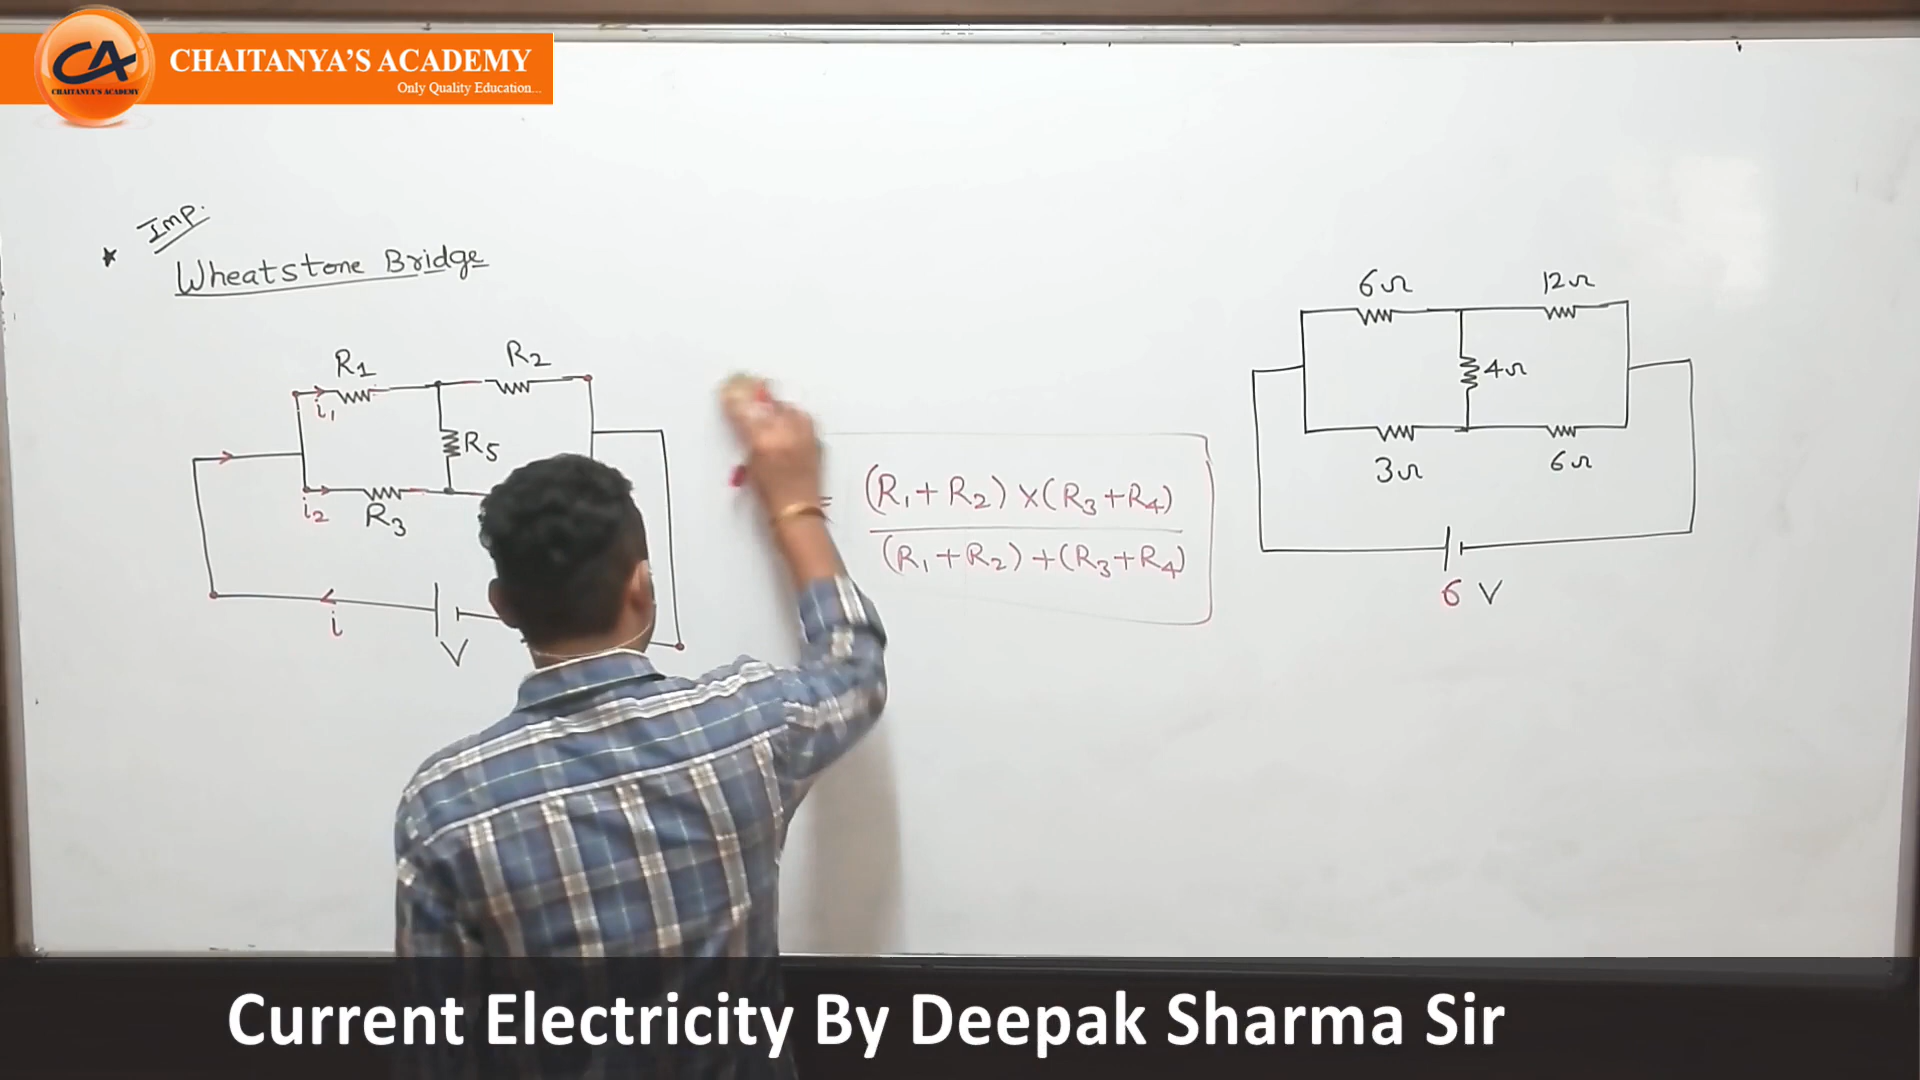 CA
CHAITANYA'S ACADEMY
CHAITANYA'S ACADEMY
Only Quality Education...
Imp.
★ Wheatstone Bridge
R₁
R₂
i₁
R₅
i₂
R₃
i
V
= (R₁+R₂)×(R₃+R₄)
(R₁+R₂)+(R₃+R₄)
6Ω
12Ω
4Ω
3Ω
6Ω
6 V
Current Electricity By Deepak Sharma Sir